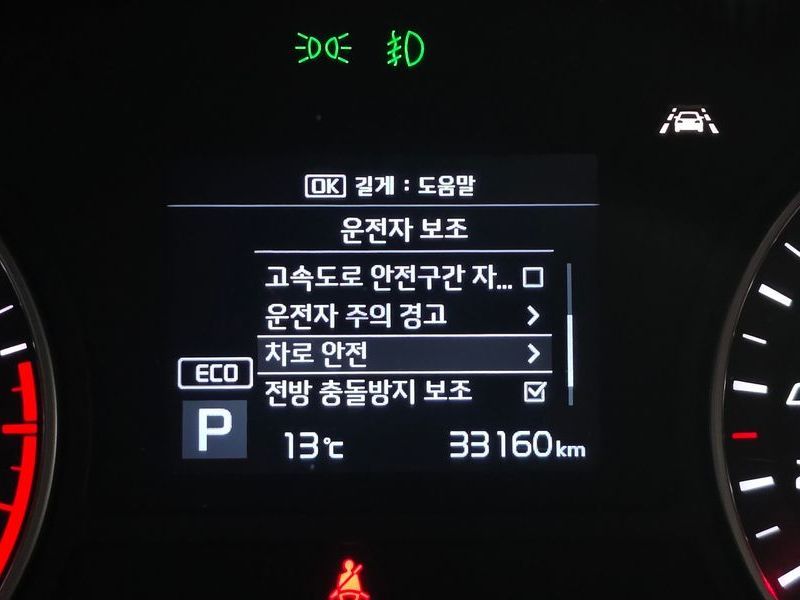 OK 길게 : 도움말
운전자 보조
고속도로 안전구간 자...
운전자 주의 경고
차로 안전
전방 충돌방지 보조
ECO
P
13℃ 33160km